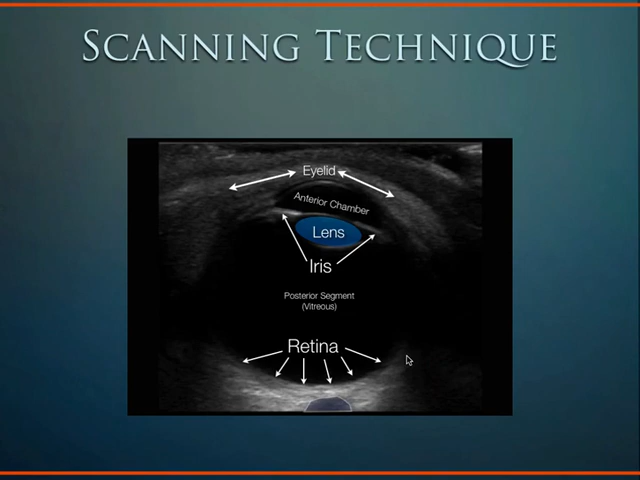 SCANNING TECHNIQUE
Eyelid
Anterior Chamber
Lens
Iris
Posterior Segment
(Vitreous)
Retina